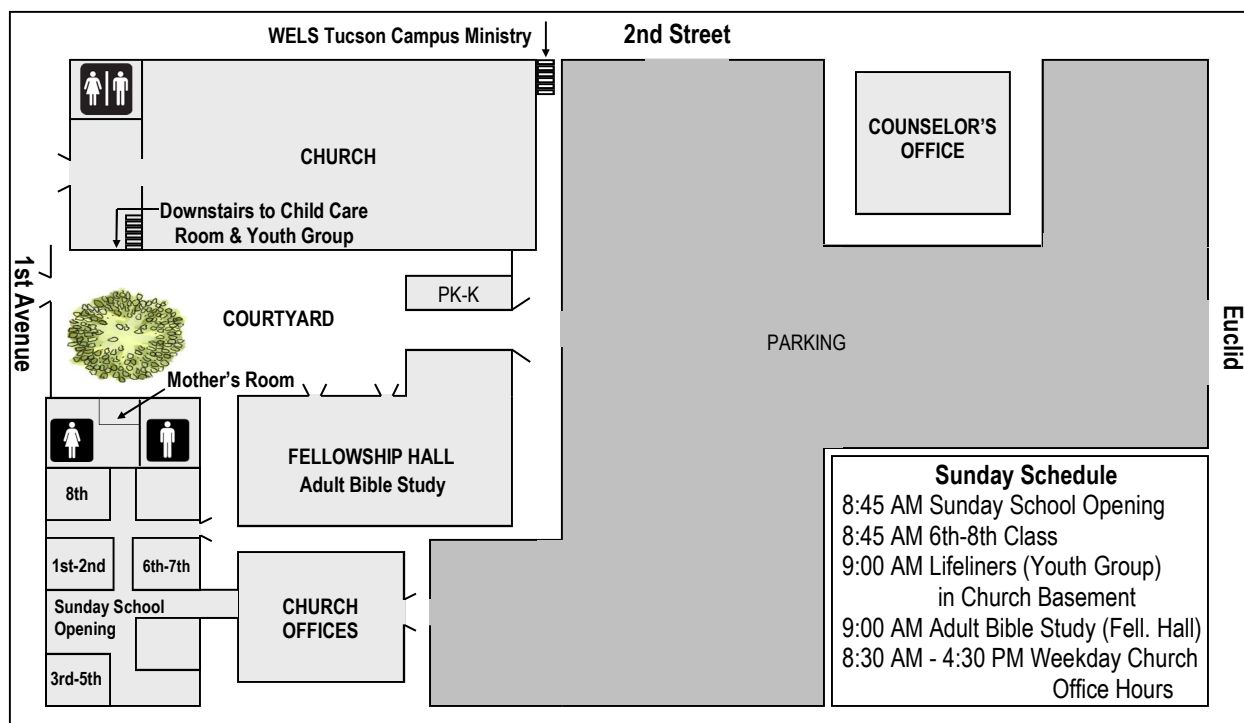 WELS Tucson Campus Ministry
2nd Street
COUNSELOR'S
OFFICE
CHURCH
Downstairs to Child Care
Room & Youth Group
1st Avenue
PK-K
COURTYARD
PARKING
Euclid
Mother's Room
FELLOWSHIP HALL
Adult Bible Study
8th
1st-2nd
6th-7th
Sunday School
Opening
3rd-5th
CHURCH
OFFICES
Sunday Schedule
8:45 AM Sunday School Opening
8:45 AM 6th-8th Class
9:00 AM Lifeliners (Youth Group)
in Church Basement
9:00 AM Adult Bible Study (Fell. Hall)
8:30 AM - 4:30 PM Weekday Church
Office Hours